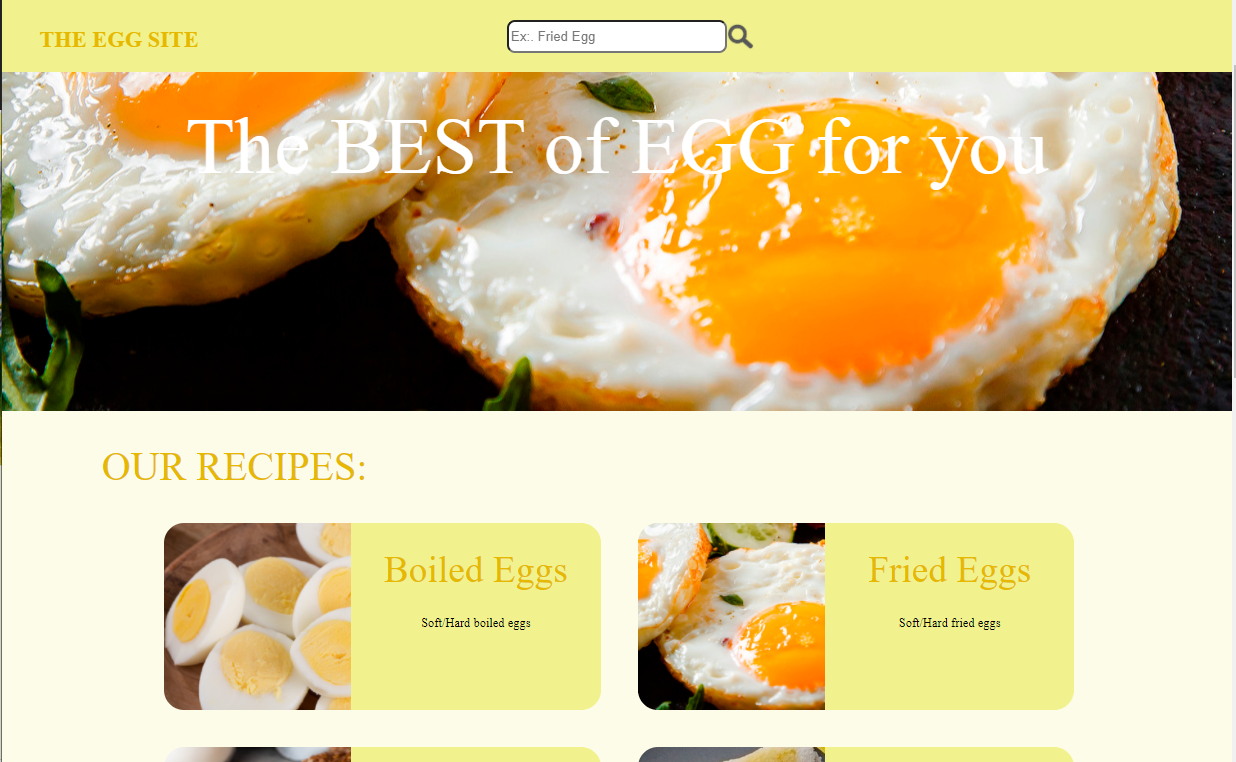 THE EGG SITE
Ex:. Fried Egg
The BEST of EGG for you
OUR RECIPES:
Boiled Eggs
Soft/Hard boiled eggs
Fried Eggs
Soft/Hard fried eggs